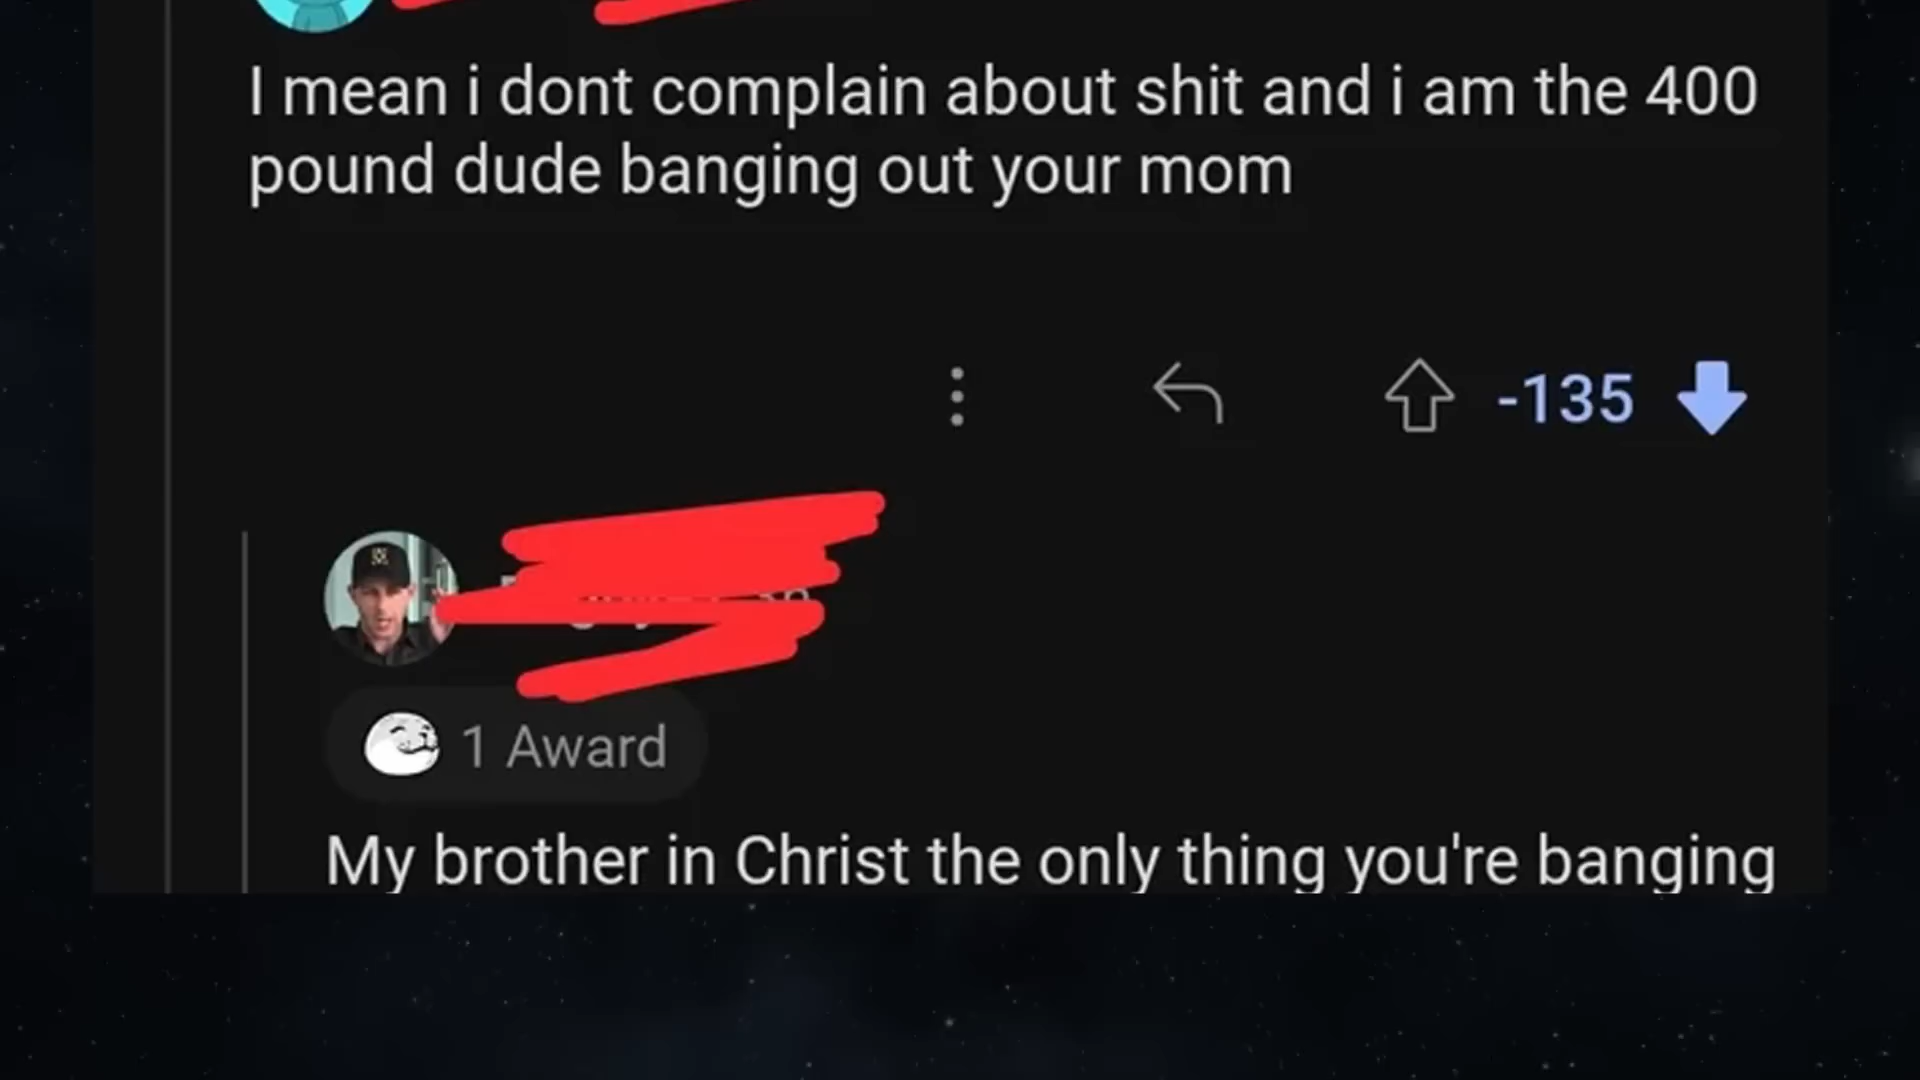 I mean i dont complain about shit and i am the 400
pound dude banging out your mom
-135
1 Award
My brother in Christ the only thing you're banging